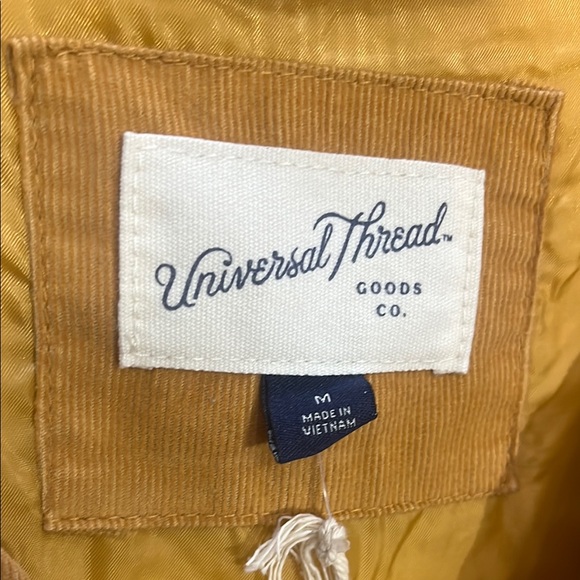 Universal Thread™
GOODS
CO.
M
MADE IN
VIETNAM